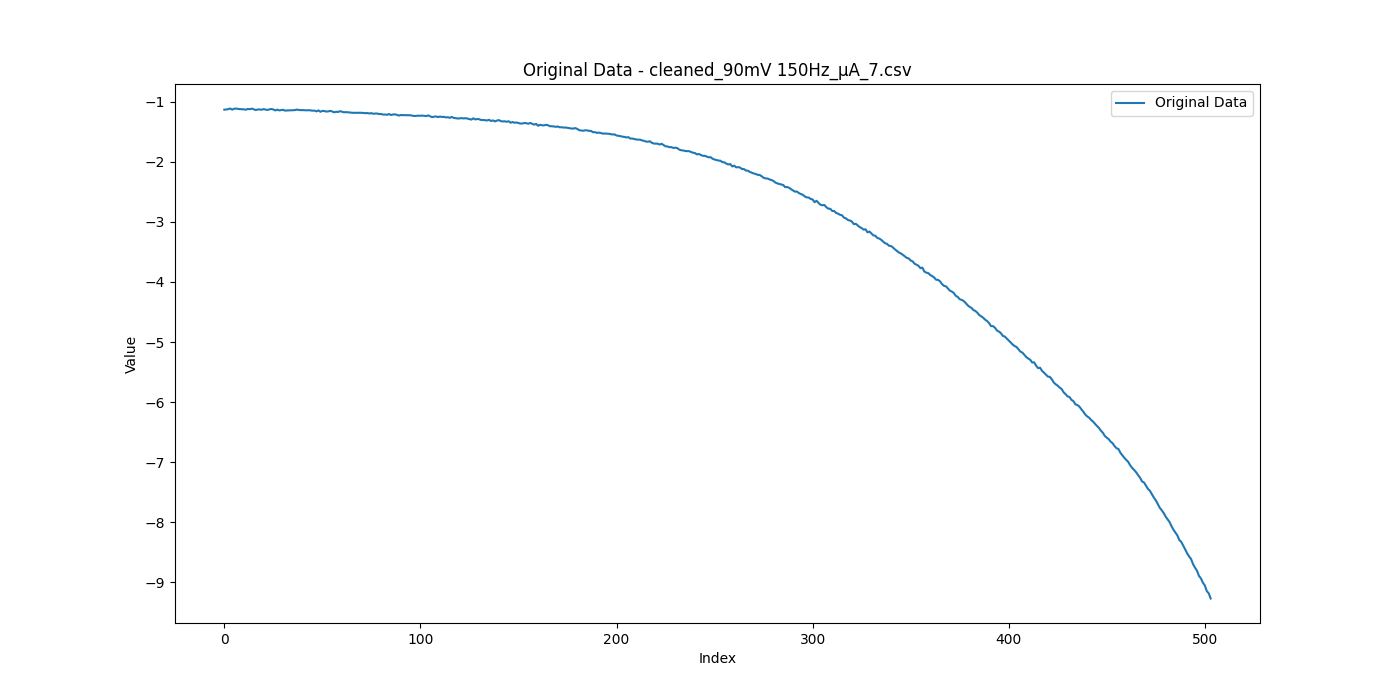 Original Data - cleaned_90mV 150Hz_µA_7.csv
Original Data
−1
−2
−3
−4
−5
−6
−7
−8
−9
Value
0 100 200 300 400 500
Index